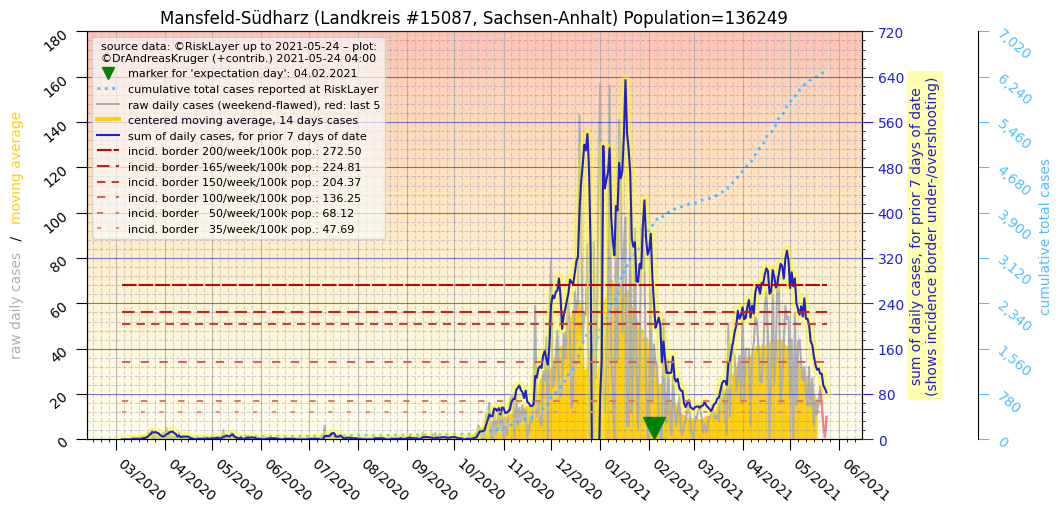 Mansfeld-Südharz (Landkreis #15087, Sachsen-Anhalt) Population=136249
source data: ©RiskLayer up to 2021-05-24 – plot:
©DrAndreasKruger (+contrib.) 2021-05-24 04:00
marker for 'expectation day': 04.02.2021
cumulative total cases reported at RiskLayer
raw daily cases (weekend-flawed), red: last 5
centered moving average, 14 days cases
sum of daily cases, for prior 7 days of date
incid. border 200/week/100k pop.: 272.50
incid. border 165/week/100k pop.: 224.81
incid. border 150/week/100k pop.: 204.37
incid. border 100/week/100k pop.: 136.25
incid. border   50/week/100k pop.: 68.12
incid. border   35/week/100k pop.: 47.69
raw daily cases / moving average
180
160
140
120
100
80
60
40
20
0
720
640
560
480
400
320
240
160
80
0
sum of daily cases, for prior 7 days of date
(shows incidence border under-/overshooting)
7,020
6,240
5,460
4,680
3,900
3,120
2,340
1,560
780
0
cumulative total cases
03/2020
04/2020
05/2020
06/2020
07/2020
08/2020
09/2020
10/2020
11/2020
12/2020
01/2021
02/2021
03/2021
04/2021
05/2021
06/2021